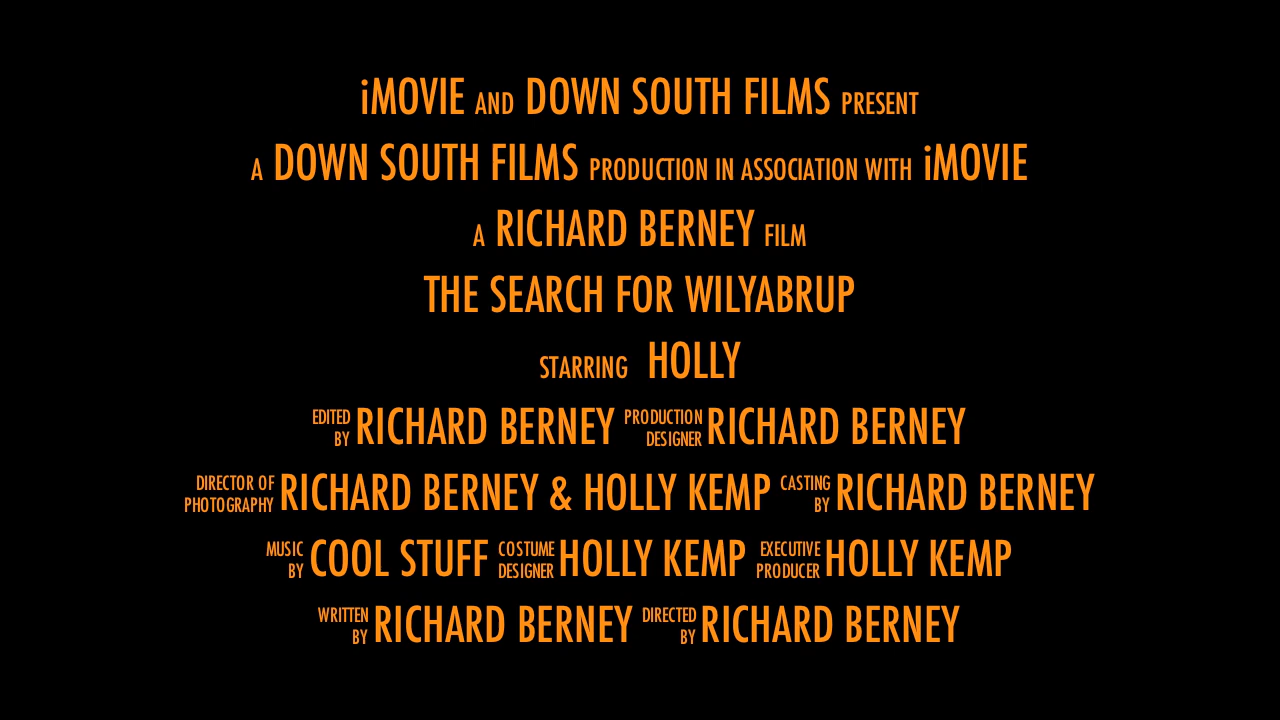 iMOVIE AND DOWN SOUTH FILMS PRESENT
A DOWN SOUTH FILMS PRODUCTION IN ASSOCIATION WITH iMOVIE
A RICHARD BERNEY FILM
THE SEARCH FOR WILYABRUP
STARRING HOLLY
EDITED BY RICHARD BERNEY PRODUCTION DESIGNER RICHARD BERNEY
DIRECTOR OF PHOTOGRAPHY RICHARD BERNEY & HOLLY KEMP CASTING BY RICHARD BERNEY
MUSIC BY COOL STUFF COSTUME DESIGNER HOLLY KEMP EXECUTIVE PRODUCER HOLLY KEMP
WRITTEN BY RICHARD BERNEY DIRECTED BY RICHARD BERNEY